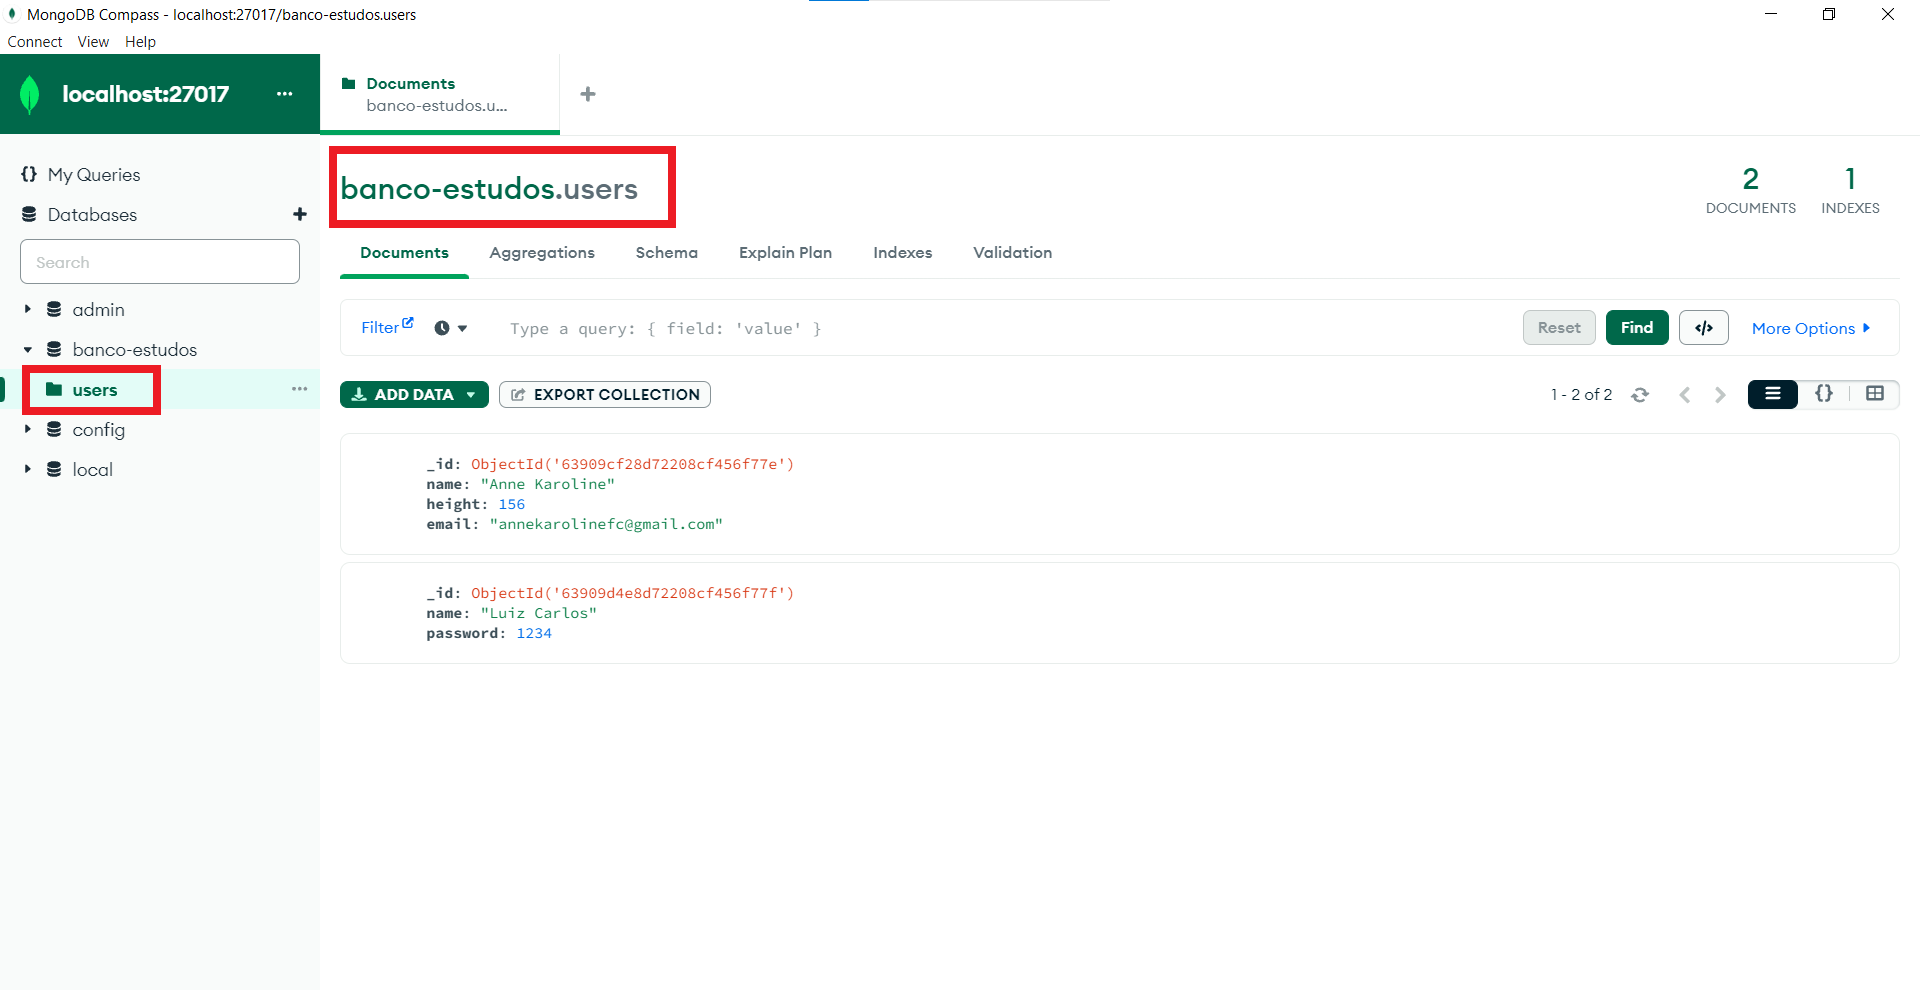 MongoDB Compass - localhost:27017/banco-estudos.users
Connect View Help
localhost:27017 ...
Documents
banco-estudos.u...
{} My Queries
Databases
Search
admin
banco-estudos
users
config
local
banco-estudos.users
2
DOCUMENTS
1
INDEXES
Documents Aggregations Schema Explain Plan Indexes Validation
Filter Type a query: { field: 'value' } Reset Find </> More Options
ADD DATA EXPORT COLLECTION 1 - 2 of 2 {}
_id: ObjectId('63909cf28d72208cf456f77e')
name: "Anne Karoline"
height: 156
email: "annekarolinefc@gmail.com"
_id: ObjectId('63909d4e8d72208cf456f77f')
name: "Luiz Carlos"
password: 1234